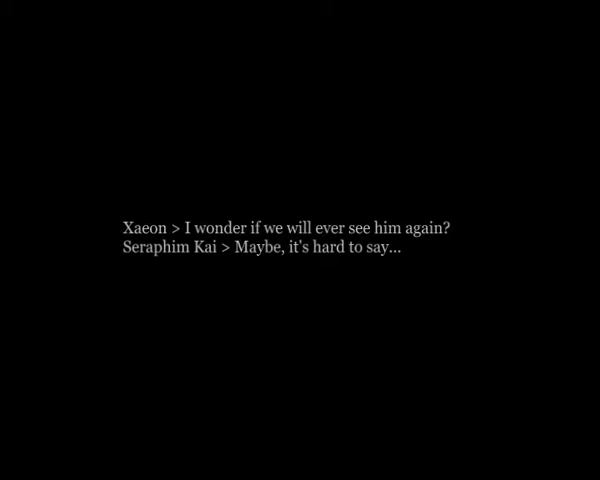 Xaeon > I wonder if we will ever see him again?
Seraphim Kai > Maybe, it's hard to say...